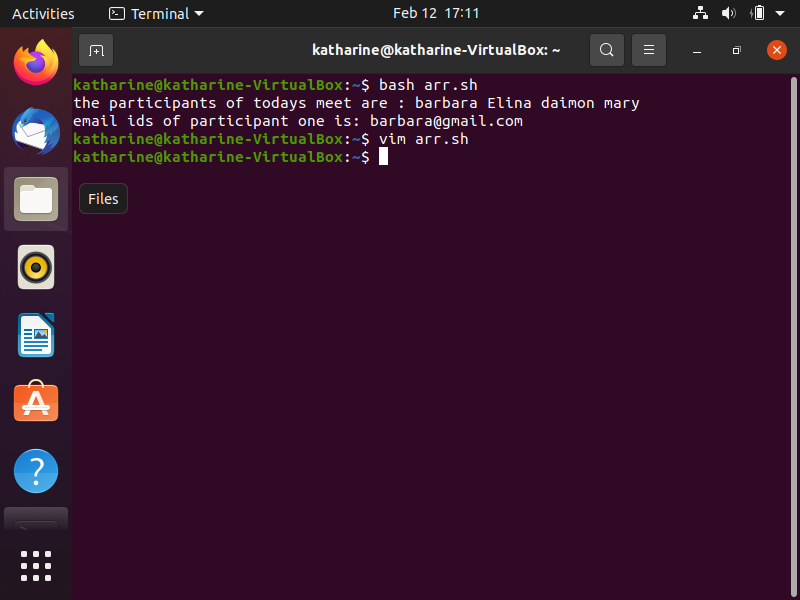 Activities Terminal Feb 12 17:11
katharine@katharine-VirtualBox: ~
katharine@katharine-VirtualBox:~$ bash arr.sh
the participants of todays meet are : barbara Elina daimon mary
email ids of participant one is: barbara@gmail.com
katharine@katharine-VirtualBox:~$ vim arr.sh
katharine@katharine-VirtualBox:~$
Files